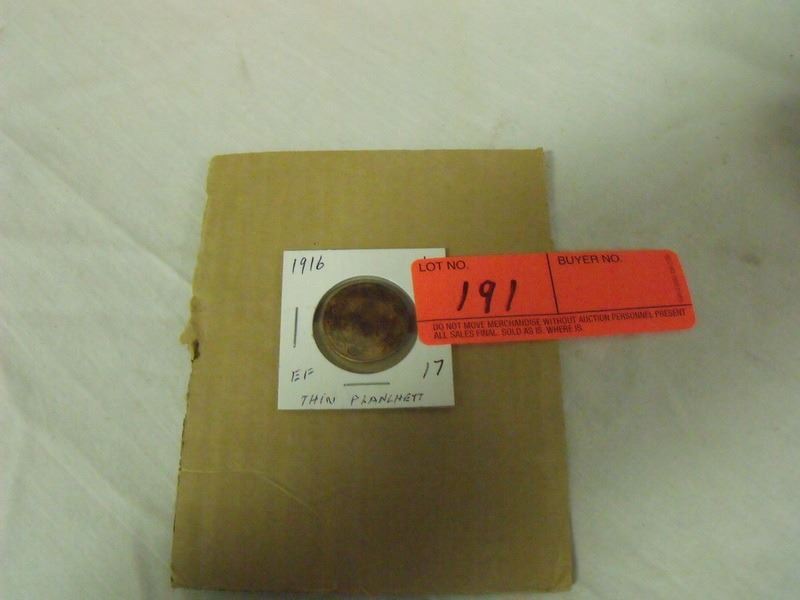 1916
EF 17
THIN PLANCHETT
LOT NO. BUYER NO.
191
DO NOT MOVE MERCHANDISE WITHOUT AUCTION PERSONNEL PRESENT
ALL SALES FINAL. SOLD AS IS. WHERE IS.